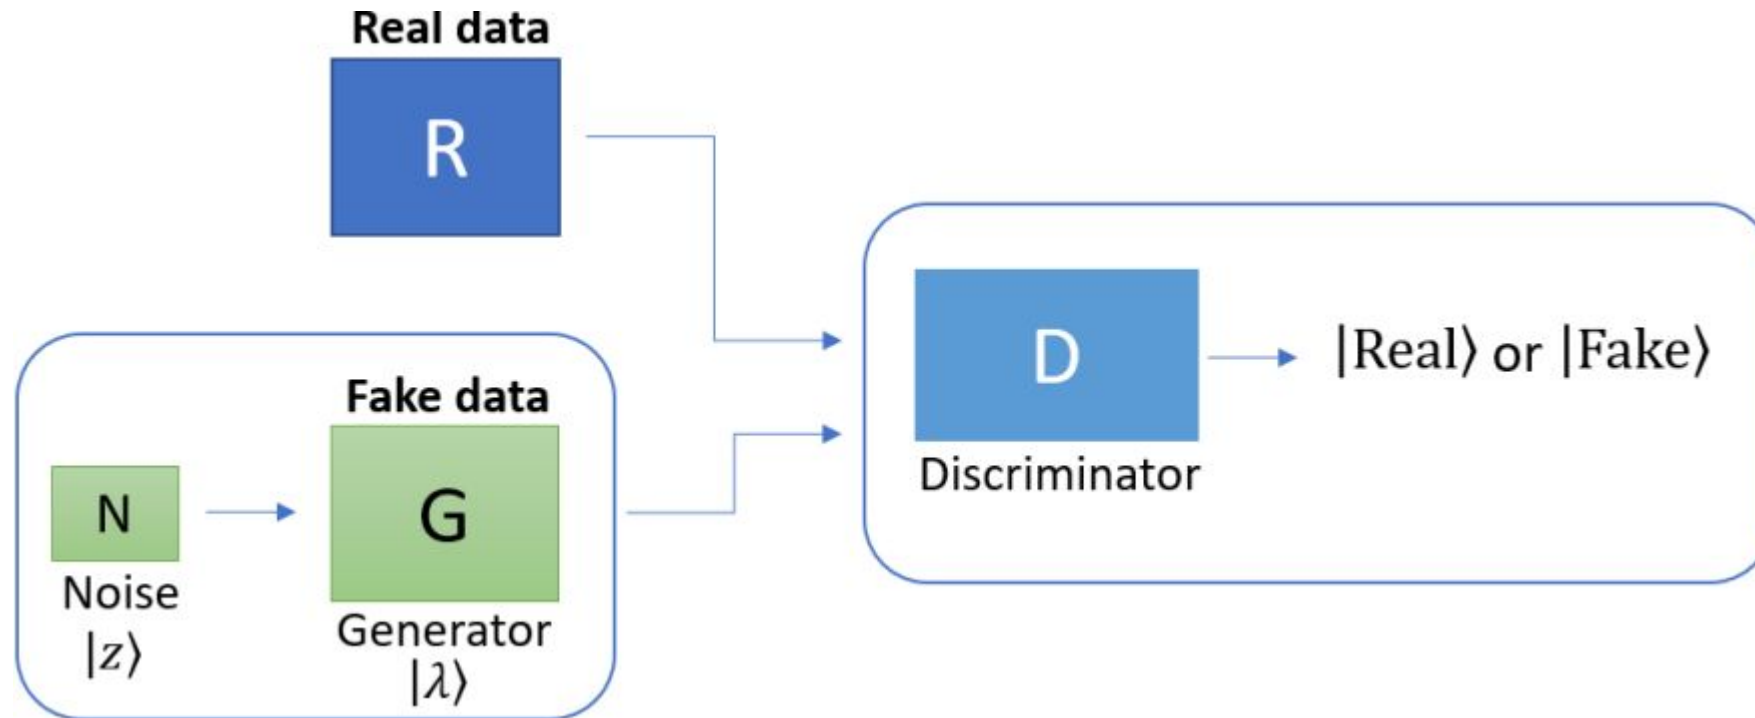 Real data
R
Fake data
N
G
Noise
|z⟩
Generator
|λ⟩
D
Discriminator
|Real⟩ or |Fake⟩